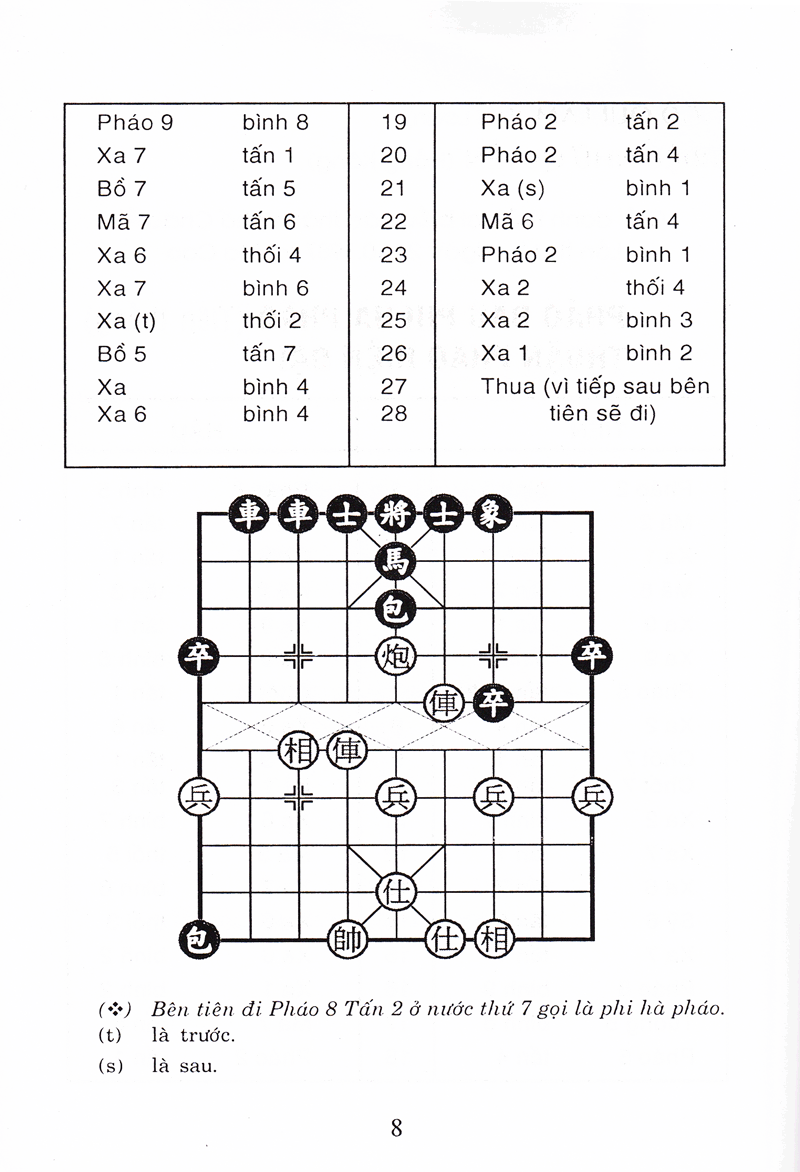 Pháo 9 bình 8 19 Pháo 2 tấn 2
Xa 7 tấn 1 20 Pháo 2 tấn 4
Bồ 7 tấn 5 21 Xa (s) bình 1
Mã 7 tấn 6 22 Mã 6 tấn 4
Xa 6 thối 4 23 Pháo 2 bình 1
Xa 7 bình 6 24 Xa 2 thối 4
Xa (t) thối 2 25 Xa 2 bình 3
Bồ 5 tấn 7 26 Xa 1 bình 2
Xa bình 4 27 Thua (vì tiếp sau bên
Xa 6 bình 4 28 tiên sẽ đi)
車 車 士 將 士 象
馬
包
卒 炮 卒
俥 卒
相 俥
兵 兵 兵 兵
仕
包 帥 仕 相
(❖) Bên tiên đi Pháo 8 Tấn 2 ở nước thứ 7 gọi là phi hà pháo.
(t) là trước.
(s) là sau.
8